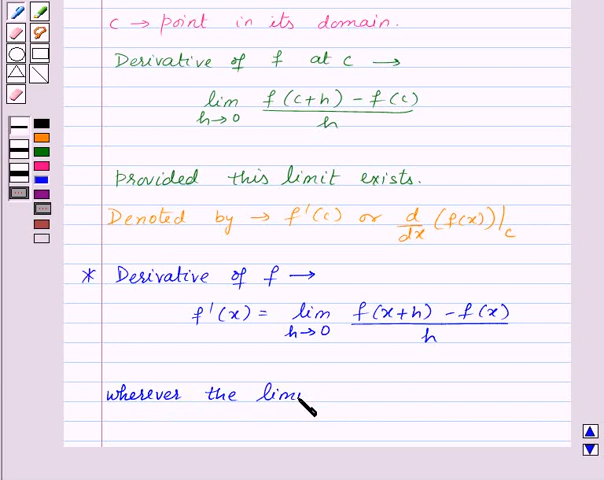 c → point in its domain.
Derivative of f at c →
lim h→0 f(c+h) - f(c) / h
provided this limit exists.
Denoted by → f'(c) or d/dx (f(x))|c
* Derivative of f →
f'(x) = lim h→0 f(x+h) - f(x) / h
wherever the lim